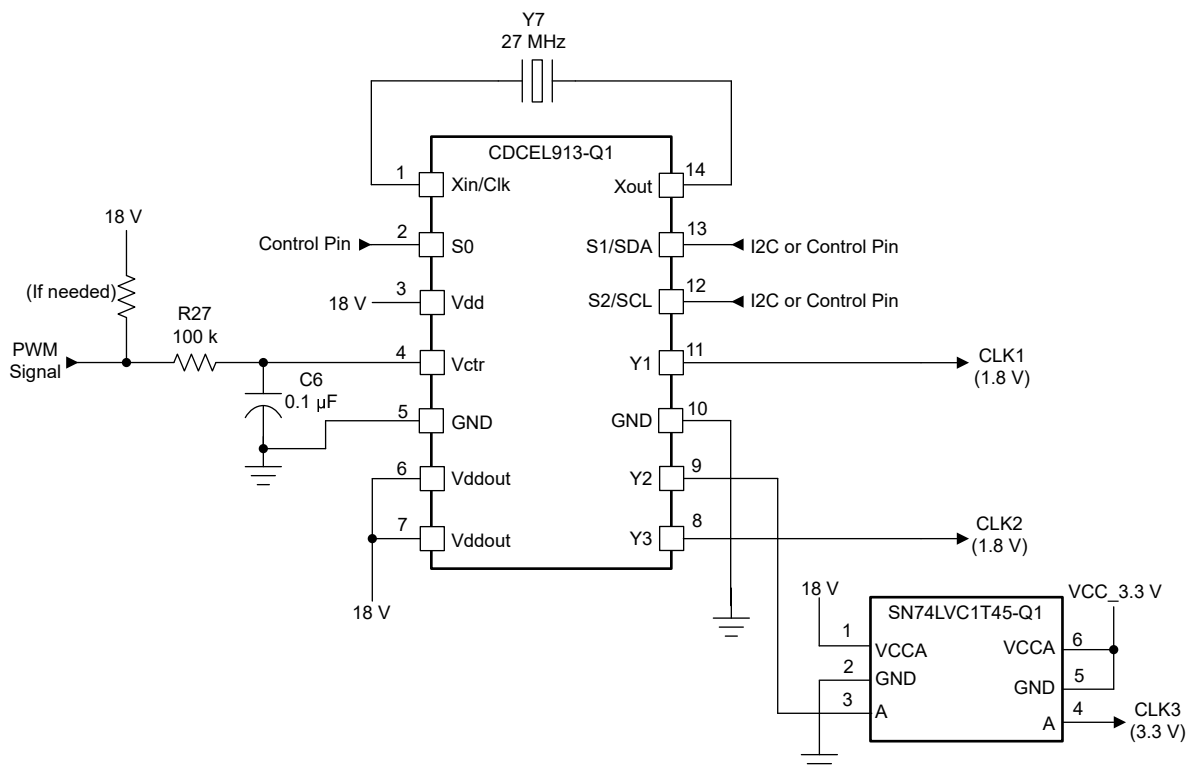 Y7
27 MHz
CDCEL913-Q1
1
Xin/Clk
Xout
14
18 V
Control Pin
2
S0
S1/SDA
13
I2C or Control Pin
(If needed)
18 V
3
Vdd
S2/SCL
12
I2C or Control Pin
R27
100 k
PWM
Signal
4
Vctr
Y1
11
CLK1
(1.8 V)
C6
0.1 µF
5
GND
GND
10
6
Vddout
Y2
9
7
Vddout
Y3
8
CLK2
(1.8 V)
18 V
18 V
SN74LVC1T45-Q1
VCC_3.3 V
1
VCCA
VCCA
6
2
GND
GND
5
3
A
A
4
CLK3
(3.3 V)